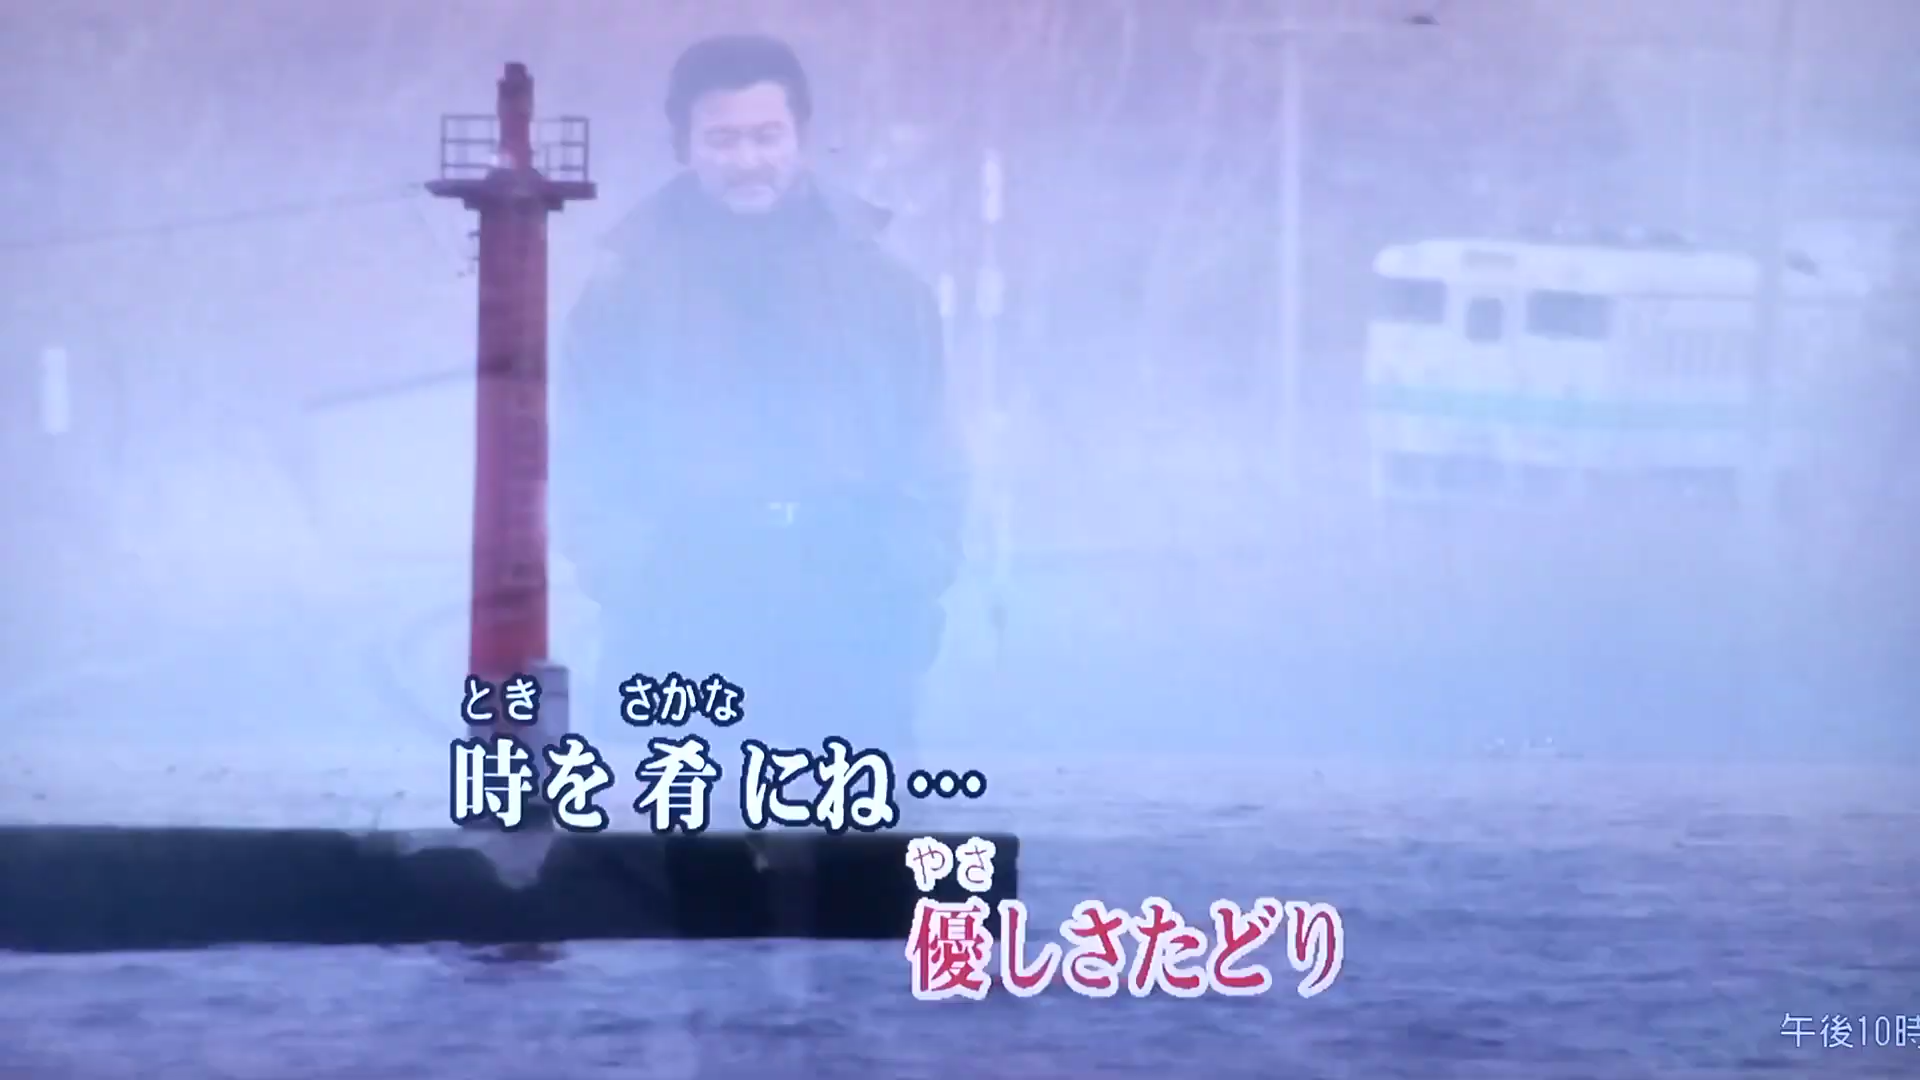 とき さかな
時を肴にね…
やさ
優しさたどり
午後10時